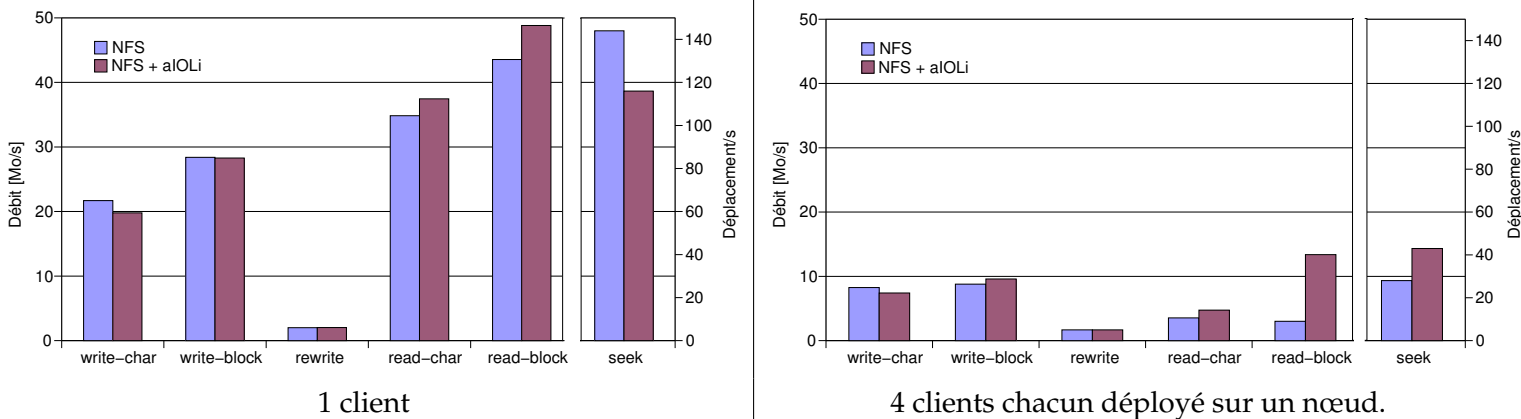 50
40
30
20
10
0
Débit [Mo/s]
NFS
NFS + aIOLi
write−char
write−block
rewrite
read−char
read−block
seek
140
120
100
80
60
40
20
0
Déplacement/s
1 client
50
40
30
20
10
0
Débit [Mo/s]
NFS
NFS + aIOLi
write−char
write−block
rewrite
read−char
read−block
seek
140
120
100
80
60
40
20
0
Déplacement/s
4 clients chacun déployé sur un nœud.